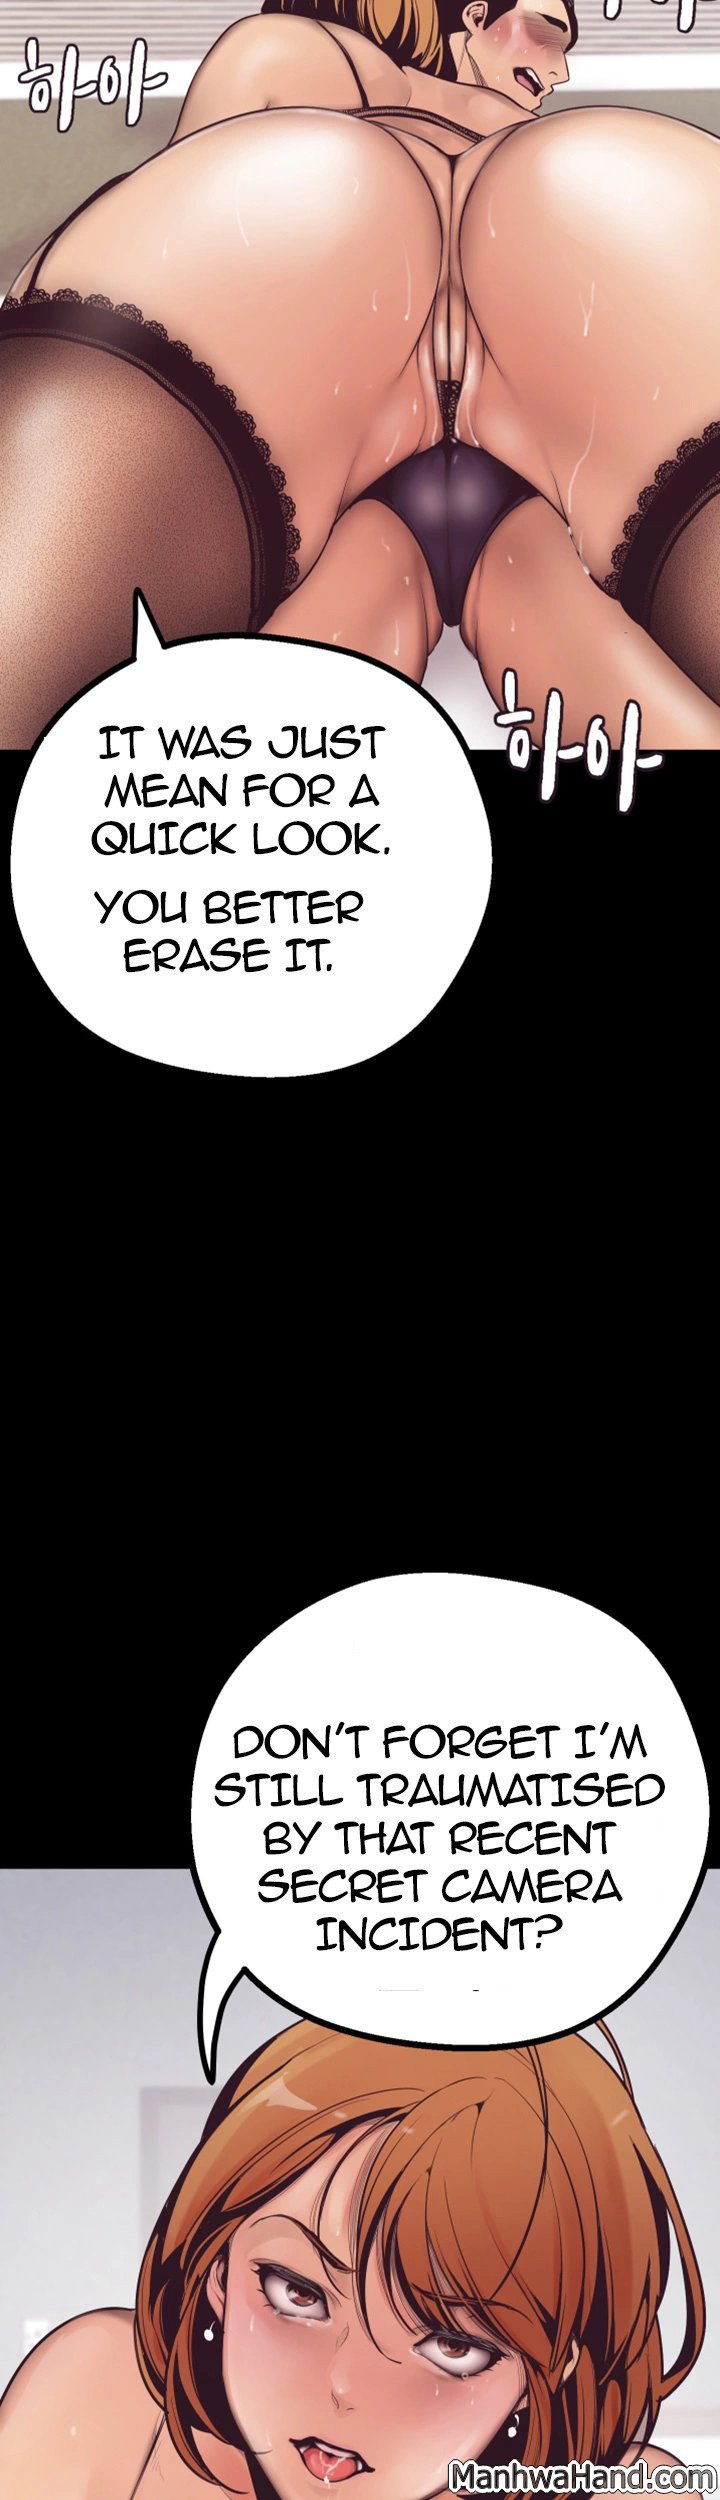 하아
IT WAS JUST
MEAN FOR A
QUICK LOOK.
YOU BETTER
ERASE IT.
하아
DON'T FORGET I'M
STILL TRAUMATISED
BY THAT RECENT
SECRET CAMERA
INCIDENT?
ManhwaHand.com